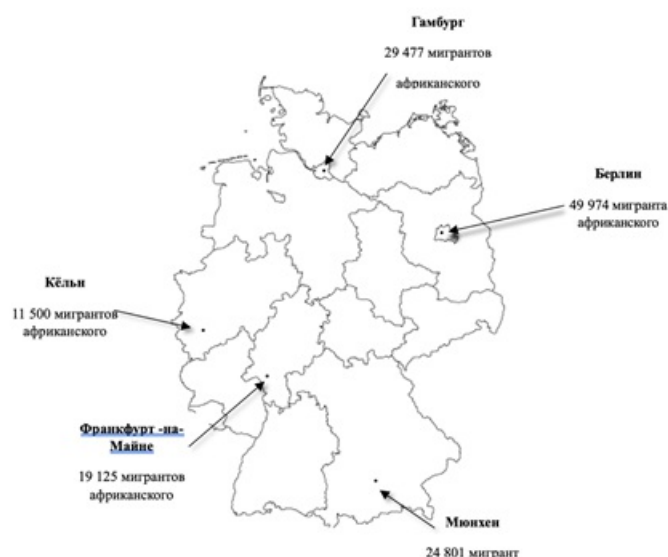 Гамбург
29 477 мигрантов
африканского
Берлин
49 974 мигранта
африканского
Кёльн
11 500 мигрантов
африканского
Франкфурт -на-
Майне
19 125 мигрантов
африканского
Мюнхен
24 801 мигрант